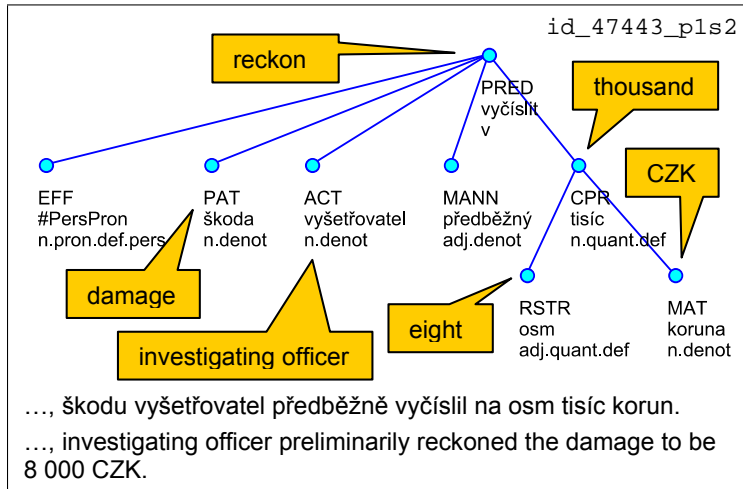 id_47443_p1s2
reckon
PRED
vyčíslit
v
thousand
CZK
EFF
#PersPron
n.pron.def.pers
PAT
škoda
n.denot
ACT
vyšetřovatel
n.denot
MANN
předběžný
adj.denot
CPR
tisíc
n.quant.def
damage
investigating officer
eight
RSTR
osm
adj.quant.def
MAT
koruna
n.denot
…, škodu vyšetřovatel předběžně vyčíslil na osm tisíc korun.
…, investigating officer preliminarily reckoned the damage to be
8 000 CZK.